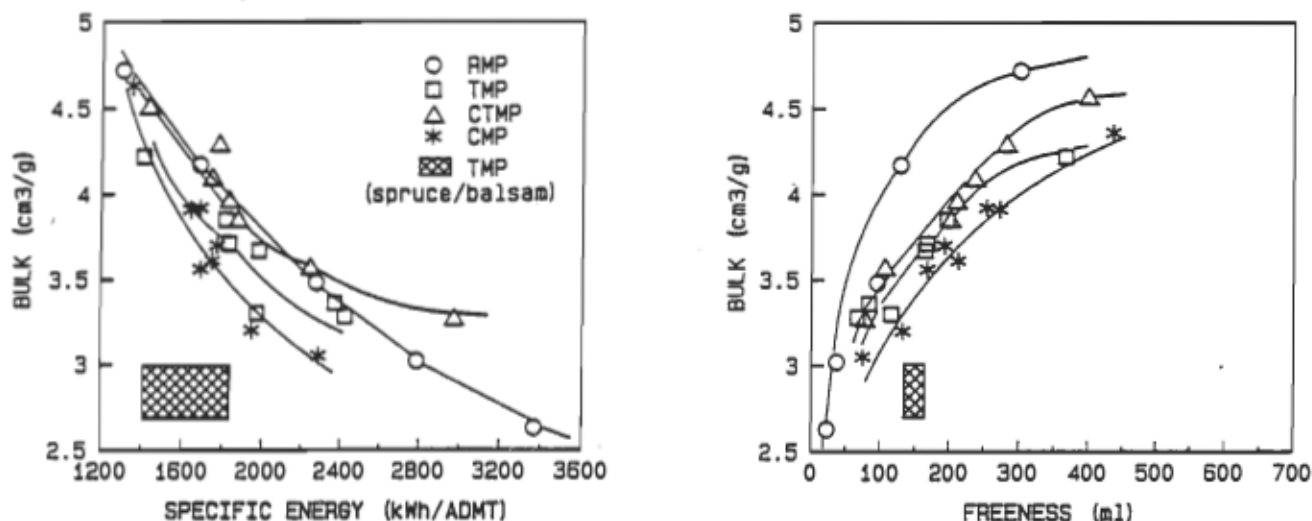 5
4.5
4
3.5
3
2.5
BULK (cm3/g)
1200 1600 2000 2400 2800 3200 3600
SPECIFIC ENERGY (kWh/ADMT)
RMP
TMP
CTMP
CMP
TMP
(spruce/balsam)
5
4.5
4
3.5
3
2.5
BULK (cm3/g)
0 100 200 300 400 500 600 700
FREENESS (ml)